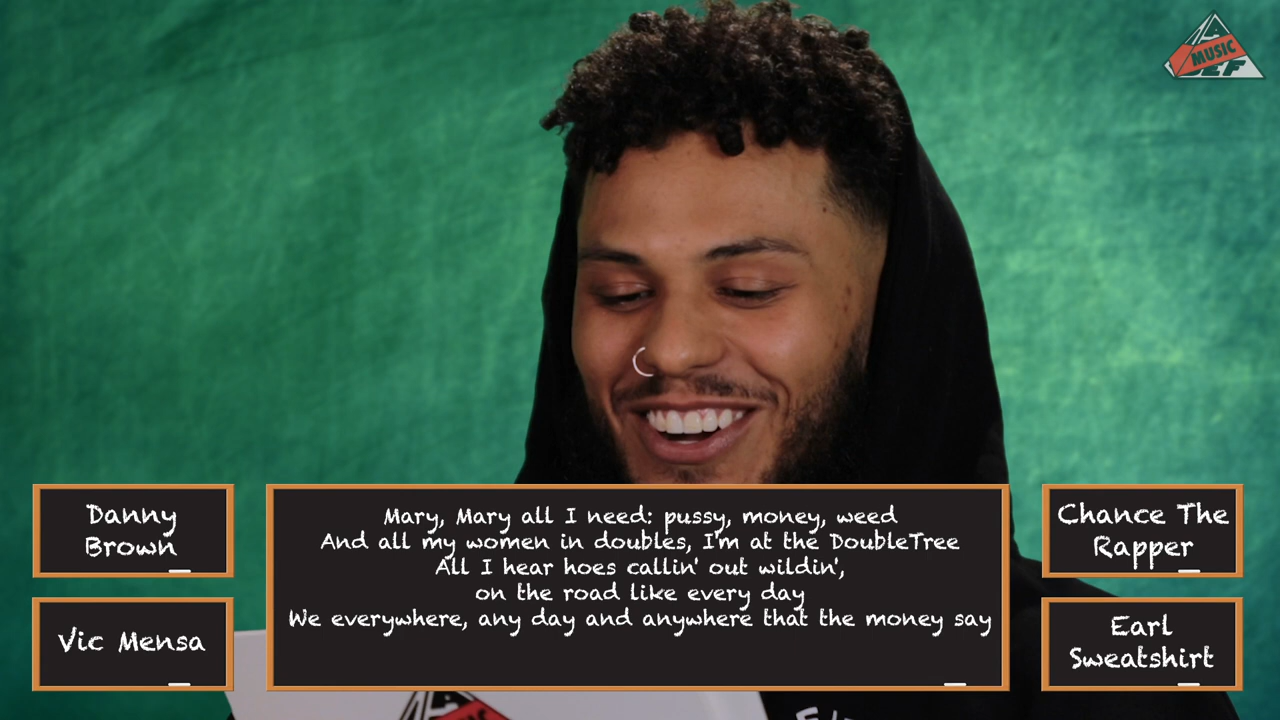 MUSIC
Danny
Brown
Vic Mensa
Mary, Mary all I need: pussy, money, weed
And all my women in doubles, I'm at the DoubleTree
All I hear hoes callin' out wildin',
on the road like every day
We everywhere, any day and anywhere that the money say
Chance The
Rapper
Earl
Sweatshirt